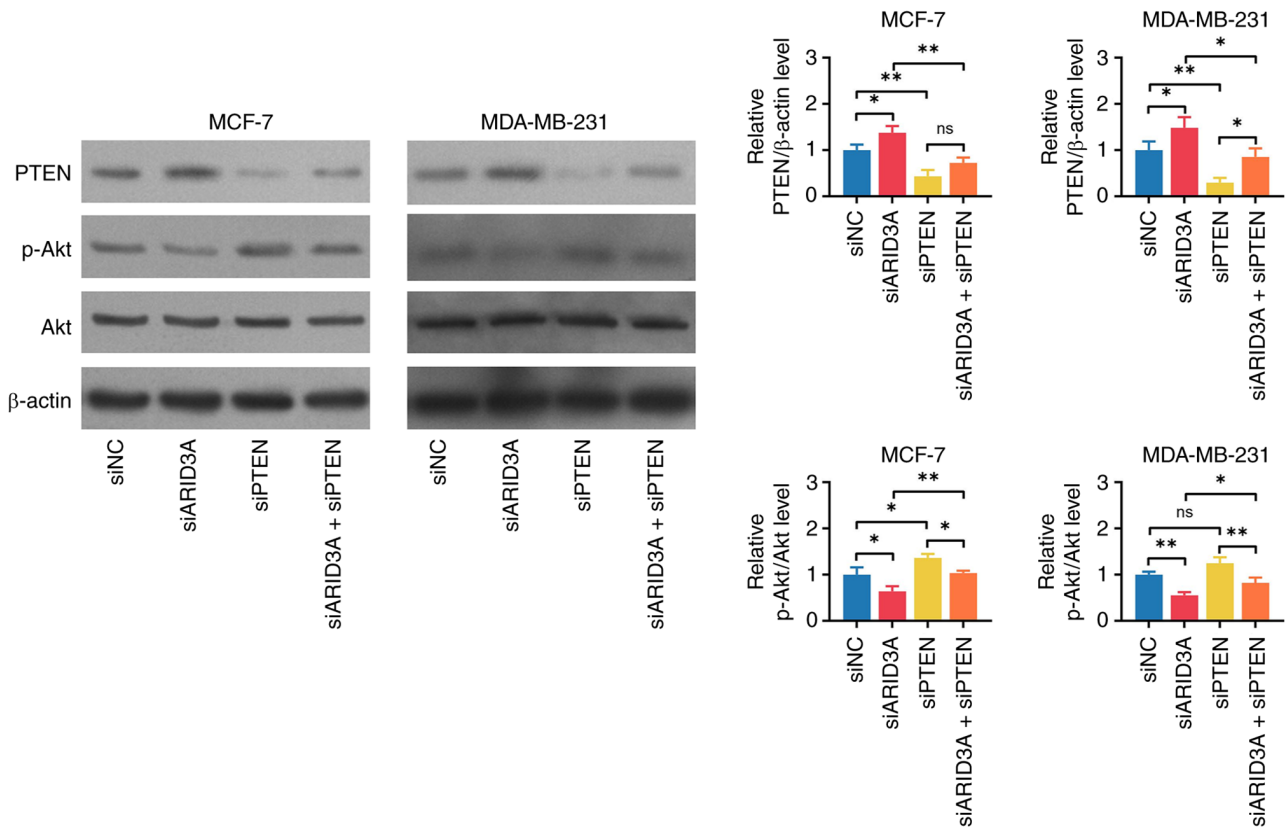 MCF-7
MDA-MB-231
PTEN
p-Akt
Akt
β-actin
siNC
siARID3A
siPTEN
siARID3A + siPTEN
siNC
siARID3A
siPTEN
siARID3A + siPTEN
MCF-7
Relative
PTEN/β-actin level
3
2
1
0
**
**
*
ns
siNC
siARID3A
siPTEN
siARID3A + siPTEN
MDA-MB-231
Relative
PTEN/β-actin level
3
2
1
0
*
**
*
*
siNC
siARID3A
siPTEN
siARID3A + siPTEN
MCF-7
Relative
p-Akt/Akt level
3
2
1
0
**
*
*
*
siNC
siARID3A
siPTEN
siARID3A + siPTEN
MDA-MB-231
Relative
p-Akt/Akt level
3
2
1
0
*
ns
**
**
siNC
siARID3A
siPTEN
siARID3A + siPTEN